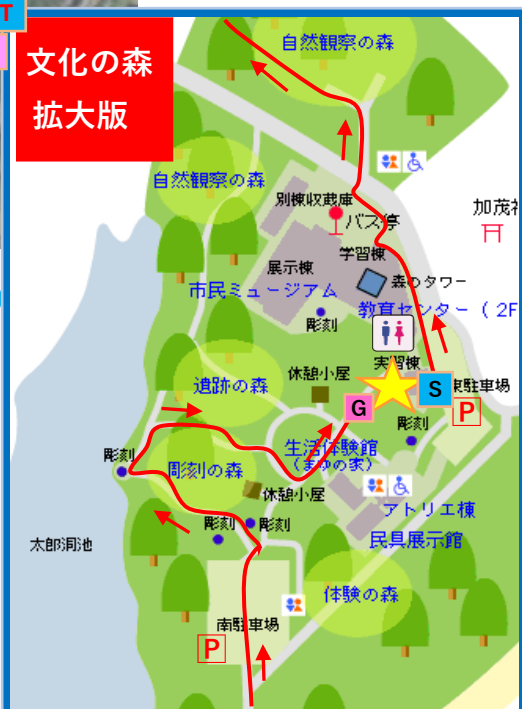 T
文化の森
拡大版
自然観察の森
自然観察の森
別棟収蔵庫
バス停
加茂神
学習棟
展示棟
森のタワー
市民ミュージアム
教育センター（2F
彫刻
実習棟
遺跡の森
休憩小屋
S
東駐車場
G
P
彫刻
生活体験館
（まゆの家）
彫刻
彫刻の森
休憩小屋
アトリエ棟
彫刻
彫刻
太郎洞池
民具展示館
体験の森
南駐車場
P